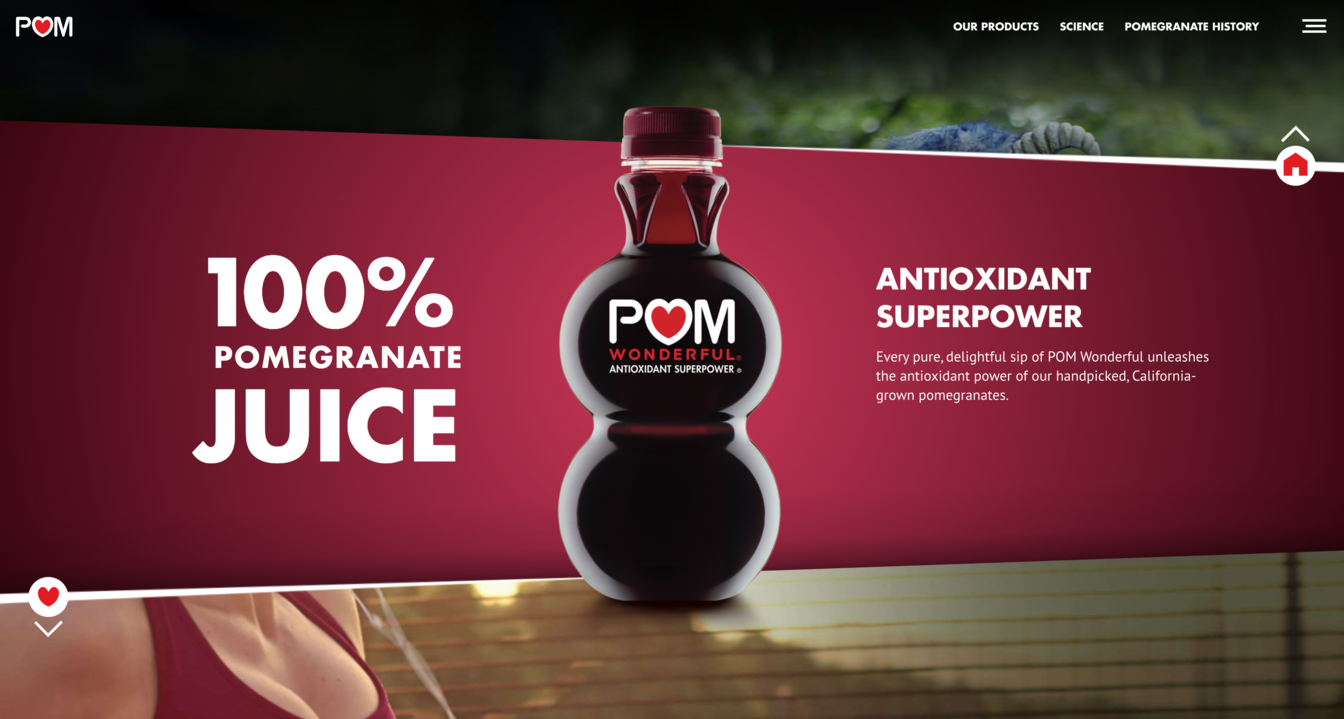 POM
OUR PRODUCTS
SCIENCE
POMEGRANATE HISTORY
100%
POMEGRANATE
JUICE
POM
WONDERFUL®
ANTIOXIDANT SUPERPOWER®
ANTIOXIDANT
SUPERPOWER
Every pure, delightful sip of POM Wonderful unleashes
the antioxidant power of our handpicked, California-
grown pomegranates.